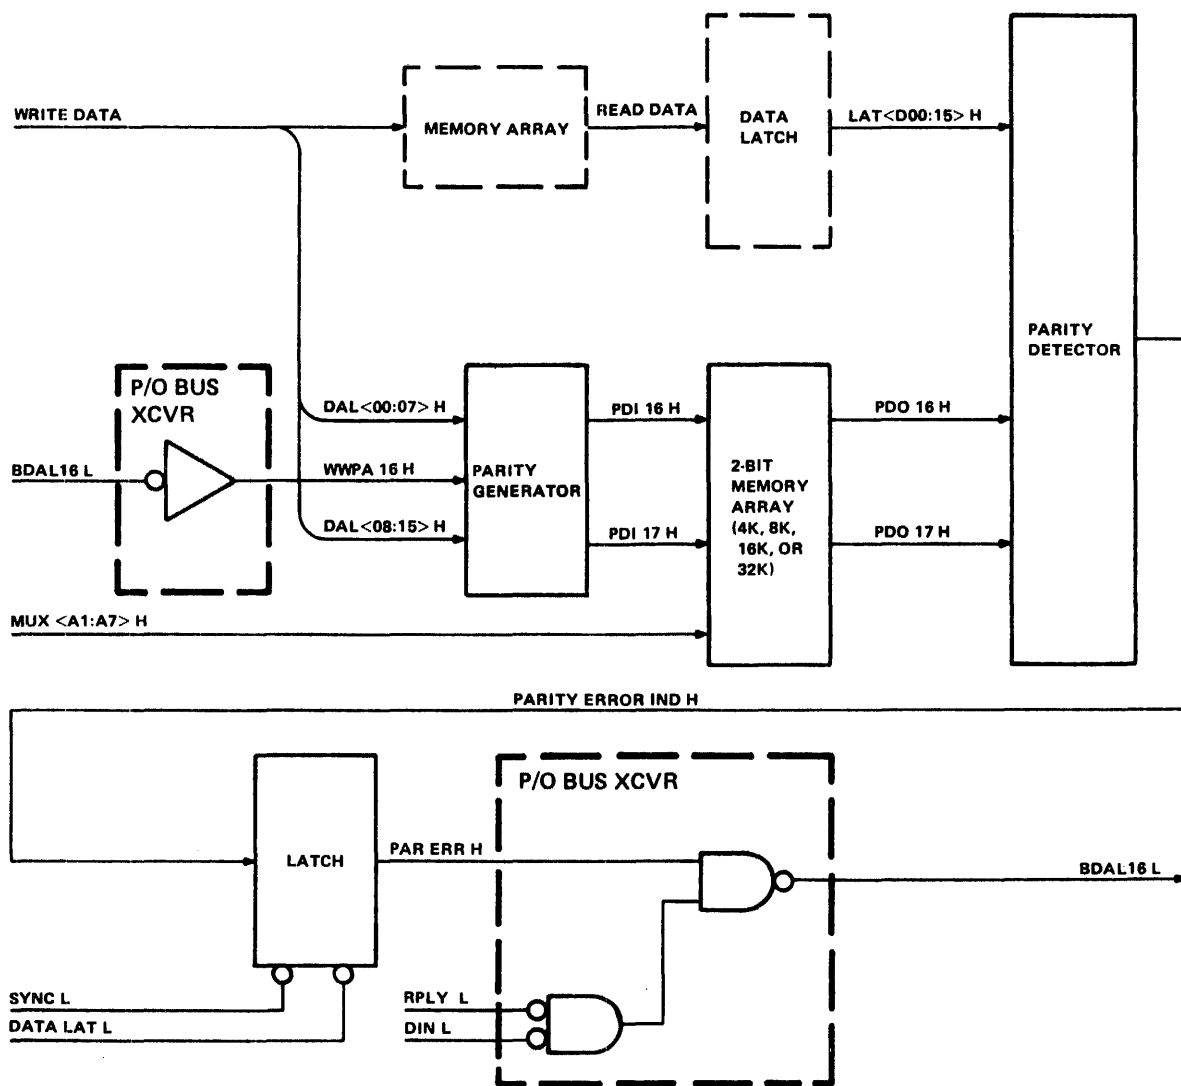 WRITE DATA
MEMORY ARRAY
READ DATA
DATA
LATCH
LAT<D00:15> H
PARITY
DETECTOR
P/O BUS
XCVR
BDAL16 L
DAL<00:07> H
WWPA 16 H
DAL<08:15> H
PARITY
GENERATOR
PDI 16 H
PDI 17 H
2-BIT
MEMORY
ARRAY
(4K, 8K,
16K, OR
32K)
PDO 16 H
PDO 17 H
MUX <A1:A7> H
PARITY ERROR IND H
LATCH
PAR ERR H
P/O BUS XCVR
BDAL16 L
SYNC L
DATA LAT L
RPLY L
DIN L